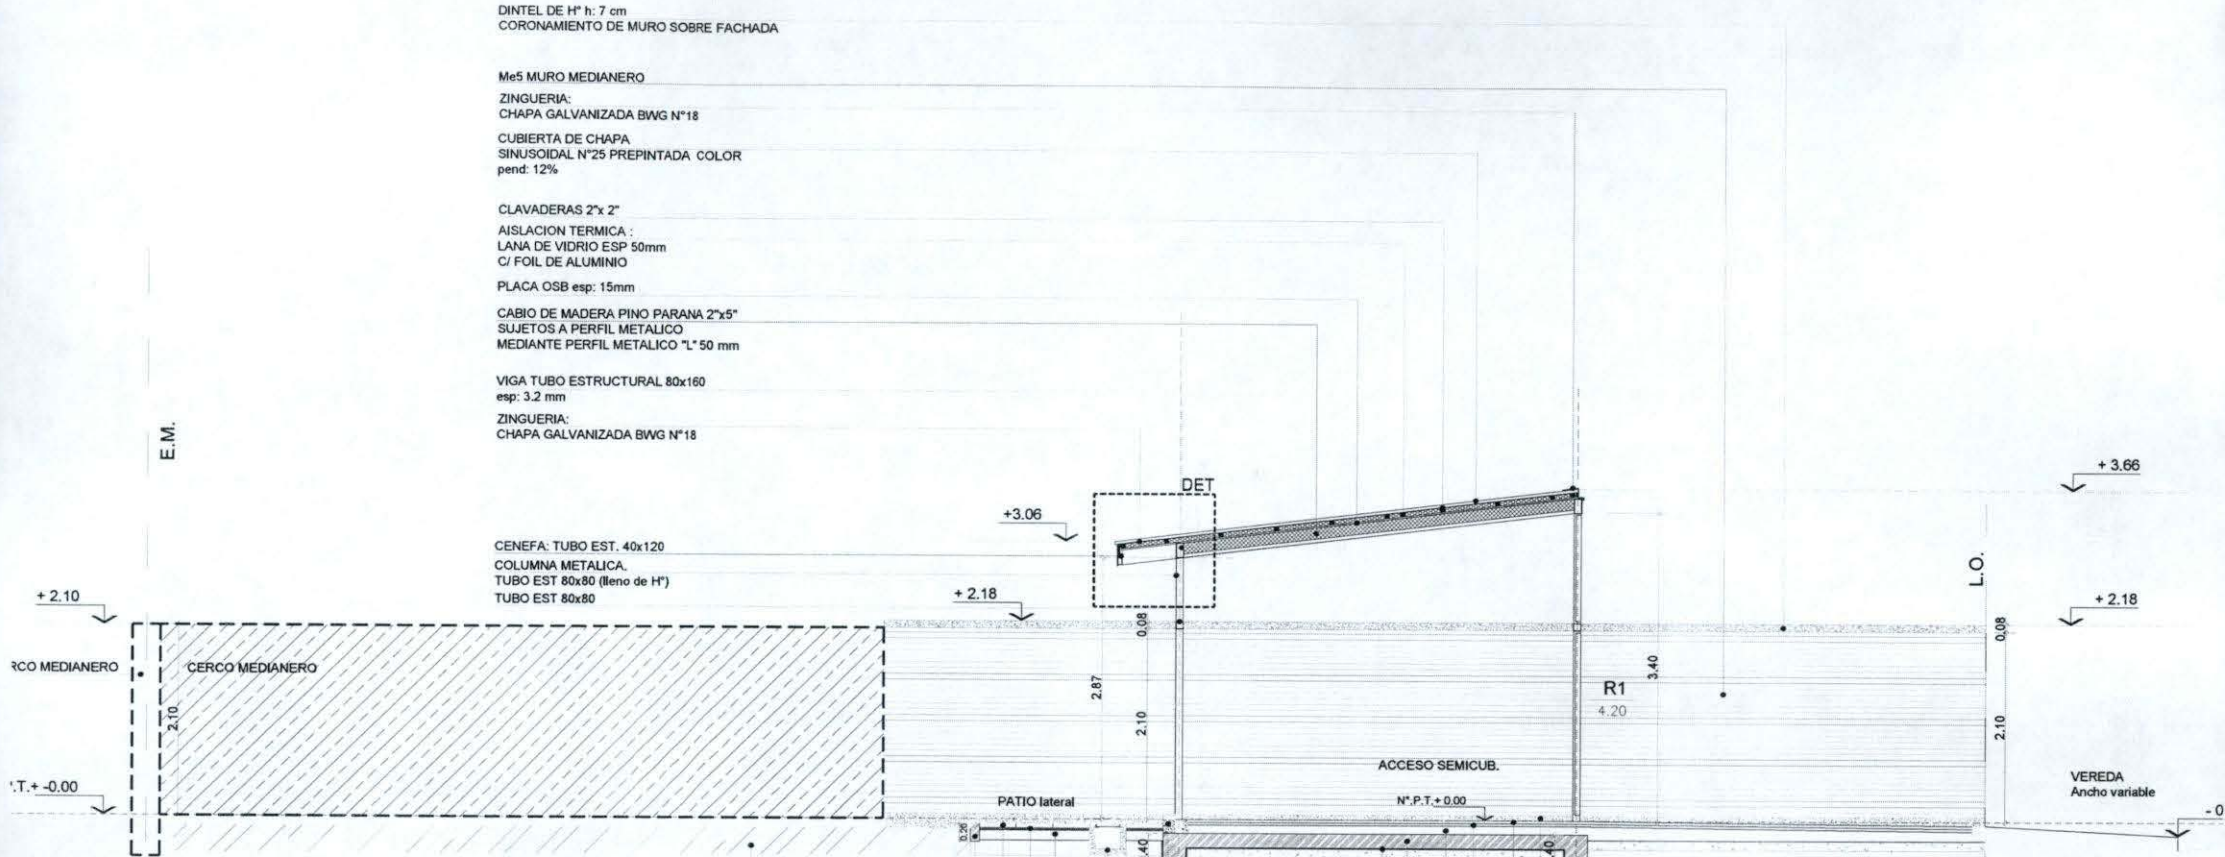 DINTEL DE H° h: 7 cm
CORONAMIENTO DE MURO SOBRE FACHADA
Me5 MURO MEDIANERO
ZINGUERIA:
CHAPA GALVANIZADA BWG N°18
CUBIERTA DE CHAPA
SINUSOIDAL N°25 PREPINTADA COLOR
pend: 12%
CLAVADERAS 2"x 2"
AISLACION TERMICA :
LANA DE VIDRIO ESP 50mm
C/ FOIL DE ALUMINIO
PLACA OSB esp: 15mm
CABIO DE MADERA PINO PARANA 2"x5"
SUJETOS A PERFIL METALICO
MEDIANTE PERFIL METALICO "L" 50 mm
VIGA TUBO ESTRUCTURAL 80x160
esp: 3.2 mm
ZINGUERIA:
CHAPA GALVANIZADA BWG N°18
E.M.
DET
+ 3.66
+3.06
CENEFA: TUBO EST. 40x120
COLUMNA METALICA.
TUBO EST 80x80 (lleno de H°)
TUBO EST 80x80
L.O.
+ 2.10
+ 2.18
+ 2.18
0.08
0.08
RCO MEDIANERO
CERCO MEDIANERO
2.10
2.87
2.10
3.40
R1
4.20
2.10
ACCESO SEMICUB.
VEREDA
Ancho variable
.T.+ -0.00
PATIO lateral
N°.P.T.+ 0.00
- 0
0.20
.40
.40